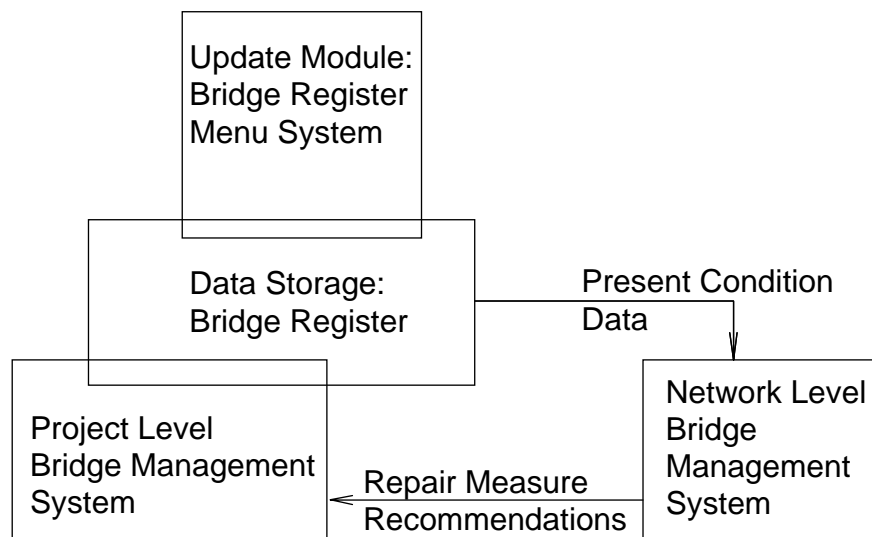 Update Module:
Bridge Register
Menu System
Data Storage:
Bridge Register
Present Condition
Data
Network Level
Bridge
Management
System
Project Level
Bridge Management
System
Repair Measure
Recommendations